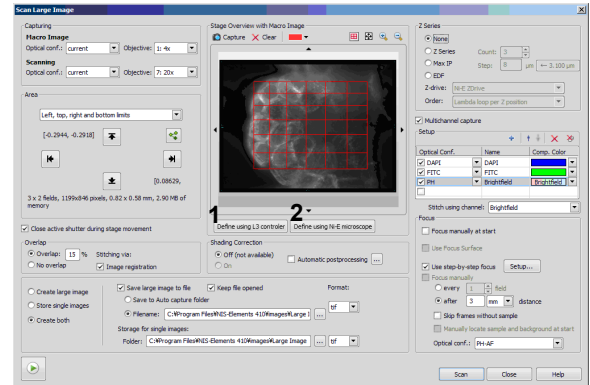 Scan Large Image
Capturing
Macro Image
Optical conf.: current Objective: 1: 4x
Scanning
Optical conf.: current Objective: 7: 20x
Area
Left, top, right and bottom limits
[-0.2944, -0.2918]
[0.08629,
3 x 2 fields, 1199x846 pixels, 0.82 x 0.58 mm, 2.90 MB of
memory
Close active shutter during stage movement
Overlap
Overlap: 15 % Stitching via:
No overlap Image registration
Create large image
Store single images
Create both
Stage Overview with Macro Image
Capture Clear
1 2
Define using L3 controler Define using Ni-E microscope
Shading Correction
Off (not available)
On
Automatic postprocessing ...
Save large image to file Keep file opened Format:
Save to Auto capture folder
Filename: C:¥Program Files¥NIS-Elements 410¥images¥Large I ... tif
Storage for single images:
Folder: C:¥Program Files¥NIS-Elements 410¥images¥Large Image ... tif
Z Series
None
Z Series Count: 3
Max IP Step: 8 µm ← 3.100 µm
EDF
Z-drive: Ni-E ZDrive
Order: Lambda loop per Z position
Multichannel capture
Setup
Optical Conf. Name Comp. Color
DAPI DAPI
FITC FITC
PH Brightfield Brightfield
Stitch using channel: Brightfield
Focus
Focus manually at start
Use Focus Surface
Use step-by-step focus Setup...
Focus manually
every 1 field
after 3 mm distance
Skip frames without sample
Manually locate sample and background at start
Optical conf.: PH-AF
Scan Close Help